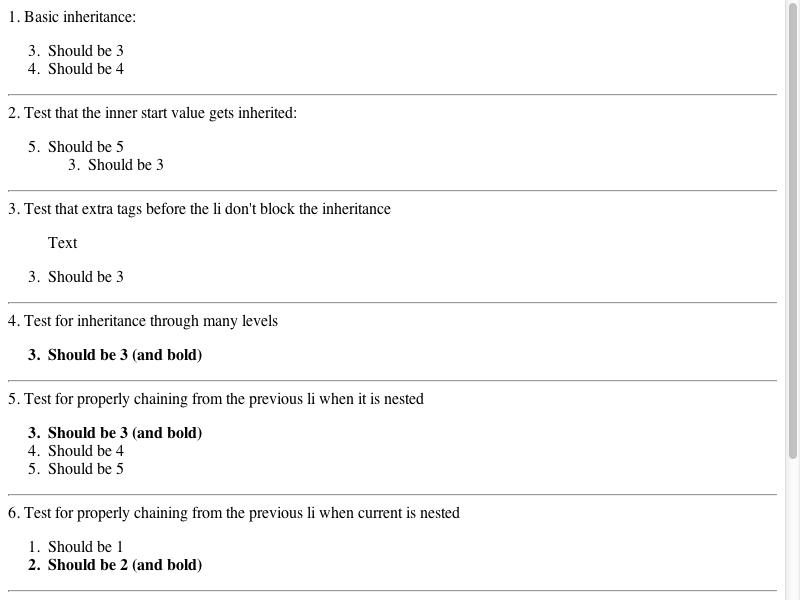 1. Basic inheritance:
3. Should be 3
4. Should be 4
2. Test that the inner start value gets inherited:
5. Should be 5
3. Should be 3
3. Test that extra tags before the li don't block the inheritance
Text
3. Should be 3
4. Test for inheritance through many levels
3. Should be 3 (and bold)
5. Test for properly chaining from the previous li when it is nested
3. Should be 3 (and bold)
4. Should be 4
5. Should be 5
6. Test for properly chaining from the previous li when current is nested
1. Should be 1
2. Should be 2 (and bold)